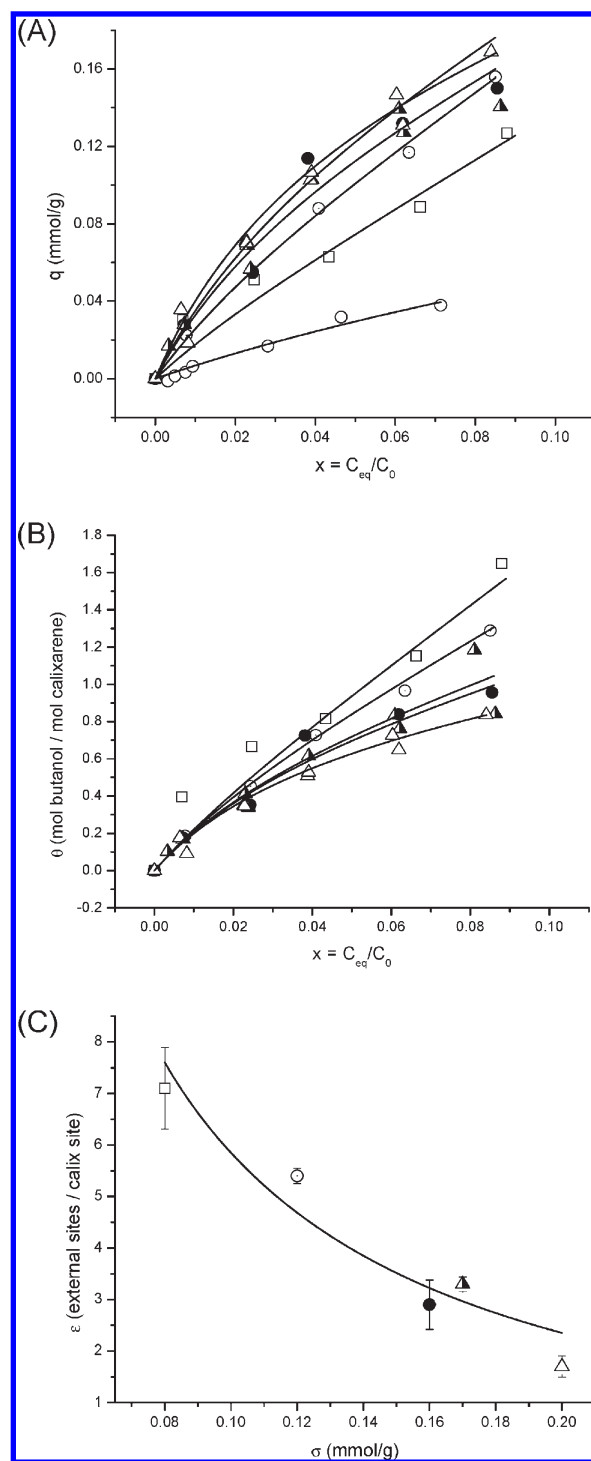 (A)
0.16
0.12
0.08
0.04
0.00
q (mmol/g)
0.00 0.02 0.04 0.06 0.08 0.10
x = Ceq/C0
(B)
1.8
1.6
1.4
1.2
1.0
0.8
0.6
0.4
0.2
0.0
-0.2
θ (mol butanol / mol calixarene)
0.00 0.02 0.04 0.06 0.08 0.10
x = Ceq/C0
(C)
8
7
6
5
4
3
2
1
ε (external sites / calix site)
0.08 0.10 0.12 0.14 0.16 0.18 0.20
σ (mmol/g)